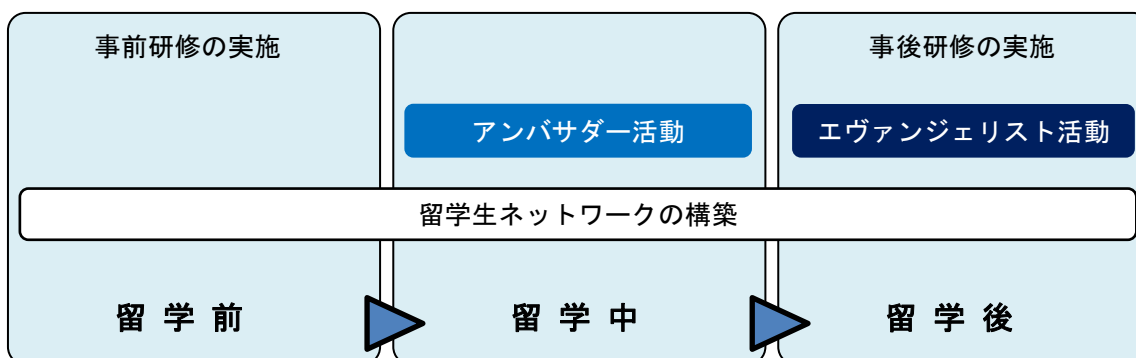 事前研修の実施
事後研修の実施
アンバサダー活動
エヴァンジェリスト活動
留学生ネットワークの構築
留学前
留学中
留学後